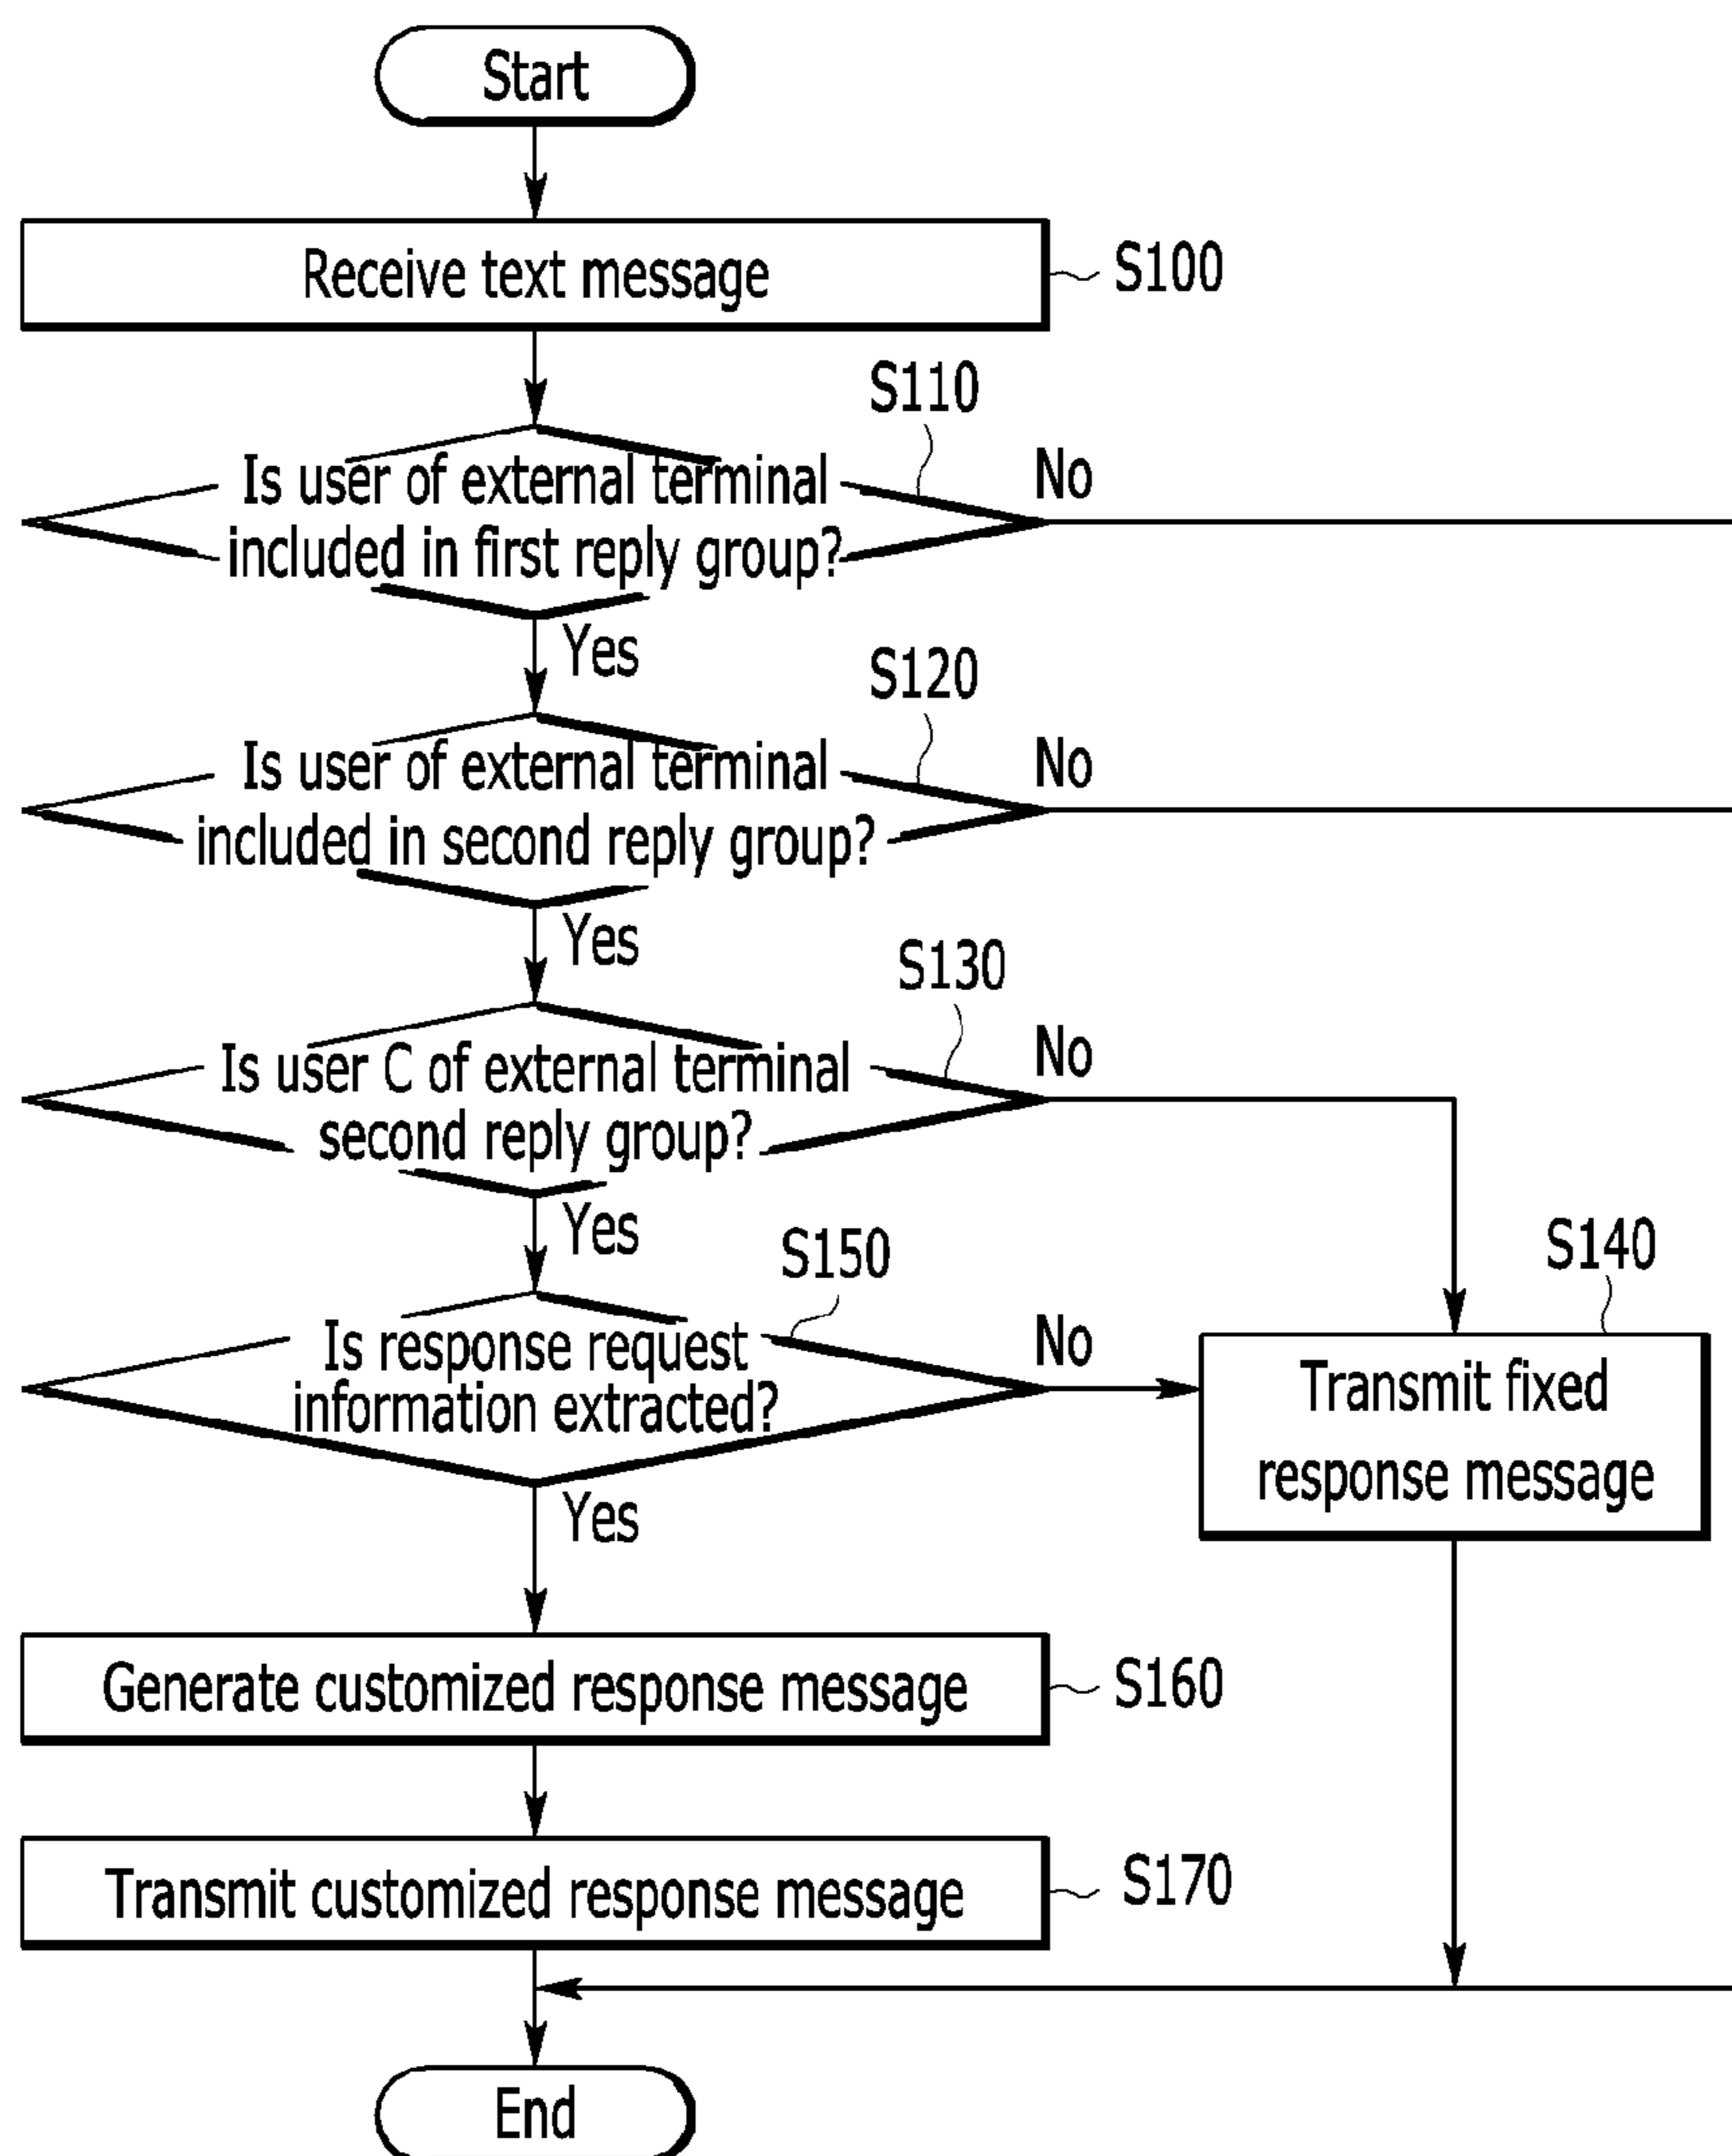 Start
Receive text message
S100
S110
Is user of external terminal
included in first reply group?
No
Yes
S120
Is user of external terminal
included in second reply group?
No
Yes
S130
Is user C of external terminal
second reply group?
No
Yes
S150
Is response request
information extracted?
No
S140
Transmit fixed
response message
Yes
Generate customized response message
S160
Transmit customized response message
S170
End